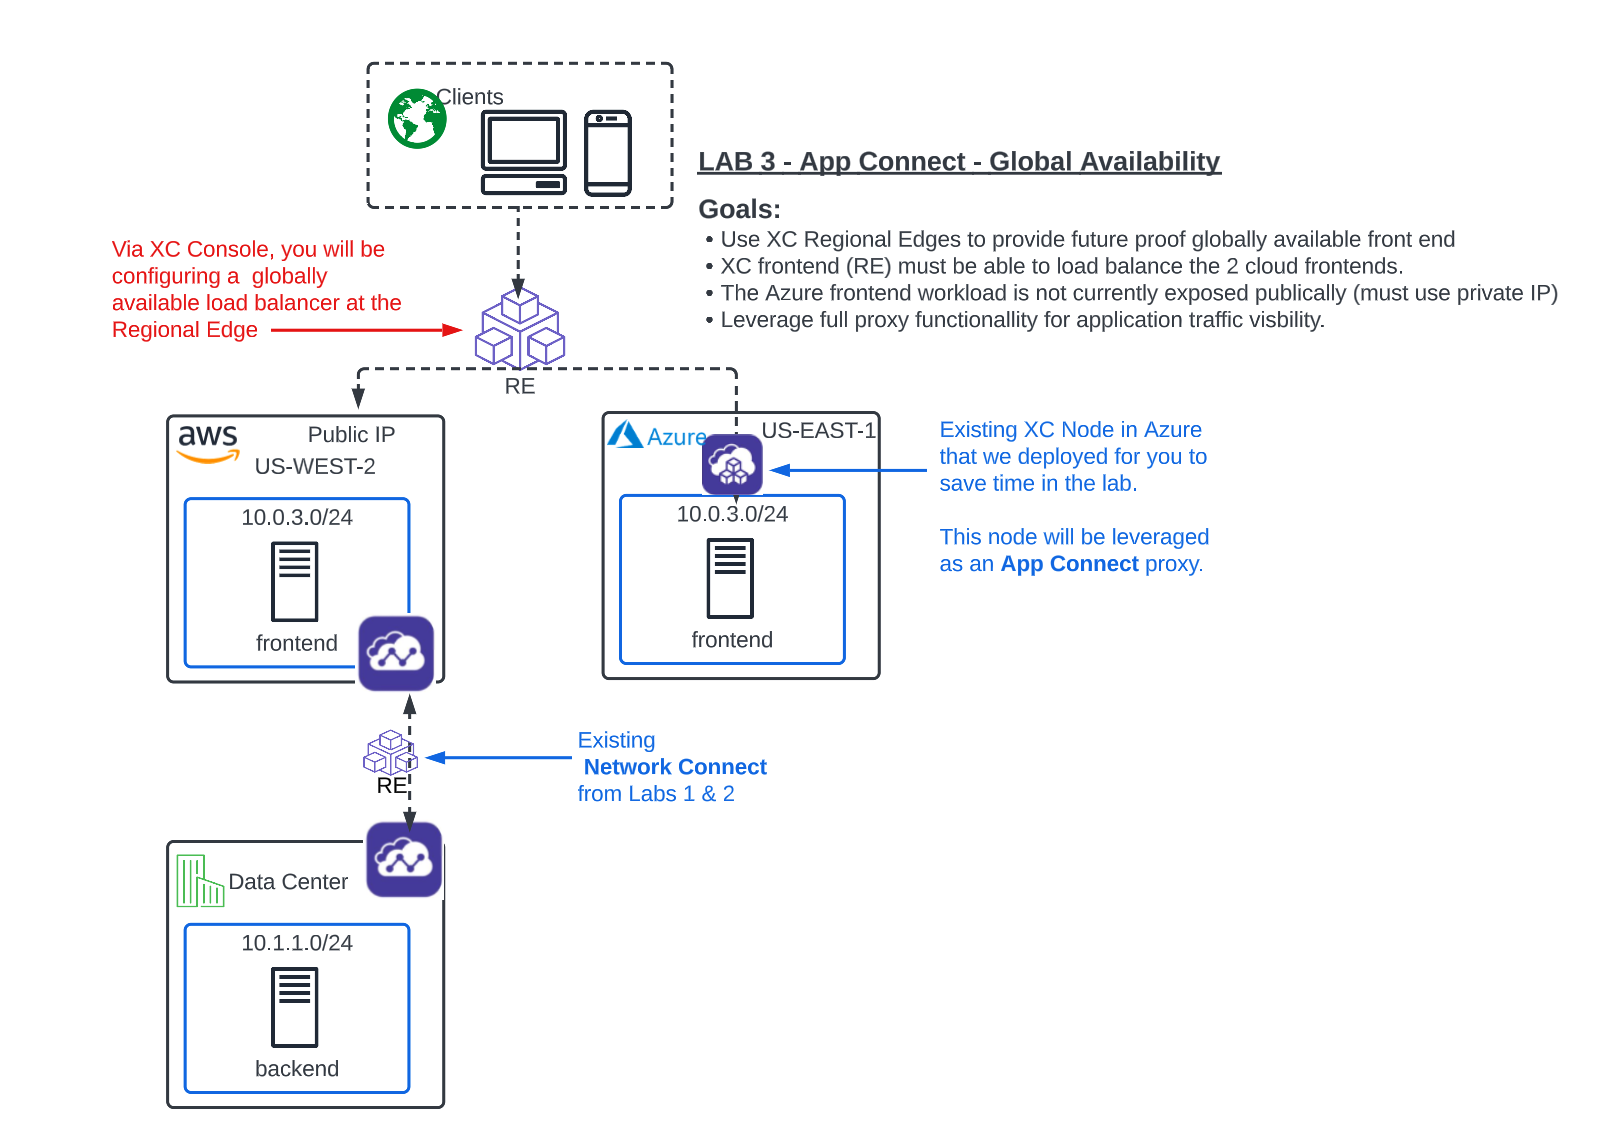 Clients
LAB 3 - App Connect - Global Availability
Goals:
• Use XC Regional Edges to provide future proof globally available front end
• XC frontend (RE) must be able to load balance the 2 cloud frontends.
• The Azure frontend workload is not currently exposed publically (must use private IP)
• Leverage full proxy functionallity for application traffic visbility.
Via XC Console, you will be
configuring a globally
available load balancer at the
Regional Edge
RE
aws
Public IP
US-WEST-2
10.0.3.0/24
frontend
Azure
US-EAST-1
10.0.3.0/24
frontend
Existing XC Node in Azure
that we deployed for you to
save time in the lab.
This node will be leveraged
as an App Connect proxy.
RE
Existing
Network Connect
from Labs 1 & 2
Data Center
10.1.1.0/24
backend